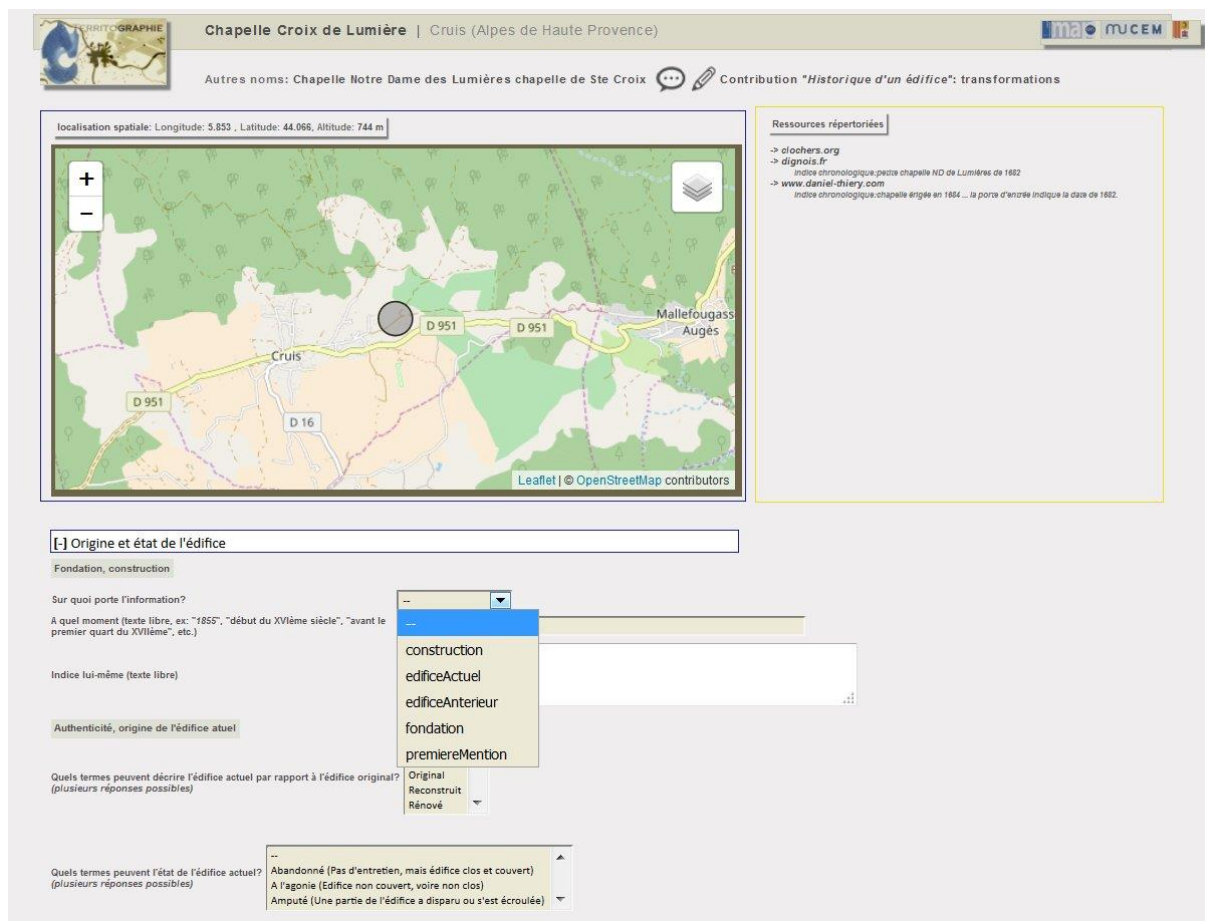 TERRITOGRAPHIE
Chapelle Croix de Lumière | Cruis (Alpes de Haute Provence)
map MUCEM
Autres noms: Chapelle Notre Dame des Lumières chapelle de Ste Croix Contribution "Historique d'un édifice": transformations
localisation spatiale: Longitude: 5.853 , Latitude: 44.066, Altitude: 744 m
+
−
Mallefougass
Augès
D 951
D 951
Cruis
D 951
D 16
Leaflet | © OpenStreetMap contributors
Ressources répertoriées
-> clochers.org
-> dignois.fr
indice chronologique:petite chapelle ND de Lumières de 1682
-> www.daniel-thiery.com
indice chronologique:chapelle érigée en 1664 ... la porte d'entrée indique la date de 1682.
[-] Origine et état de l'édifice
Fondation, construction
Sur quoi porte l'information?
--
A quel moment (texte libre, ex: "1855", "début du XVIème siècle", "avant le
premier quart du XVIIème", etc.)
--
construction
edificeActuel
edificeAnterieur
fondation
premiereMention
Indice lui-même (texte libre)
Authenticité, origine de l'édifice atuel
Quels termes peuvent décrire l'édifice actuel par rapport à l'édifice original?
(plusieurs réponses possibles)
Original
Reconstruit
Rénové
Quels termes peuvent l'état de l'édifice actuel?
(plusieurs réponses possibles)
--
Abandonné (Pas d'entretien, mais édifice clos et couvert)
A l'agonie (Edifice non couvert, voire non clos)
Amputé (Une partie de l'édifice a disparu ou s'est écroulée)